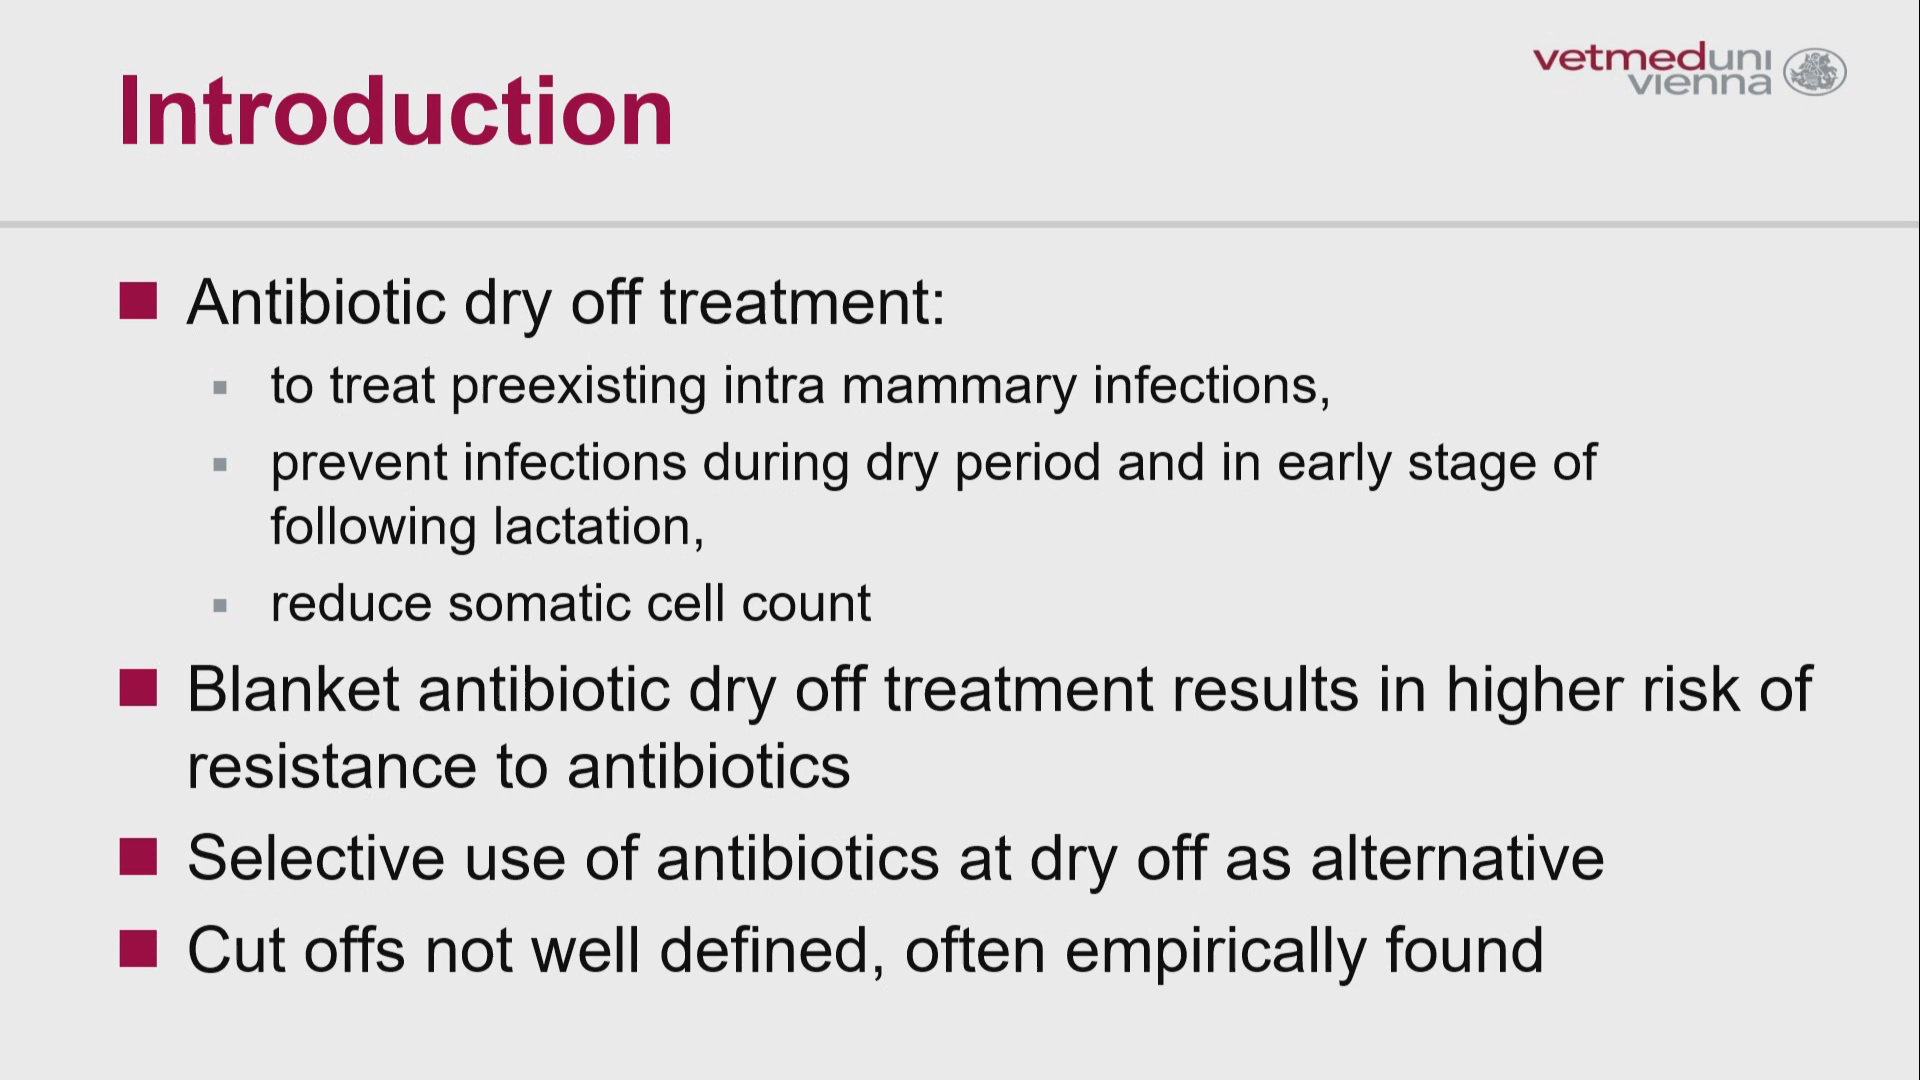 Introduction
vetmeduni
vienna
Antibiotic dry off treatment:
to treat preexisting intra mammary infections,
prevent infections during dry period and in early stage of
following lactation,
reduce somatic cell count
Blanket antibiotic dry off treatment results in higher risk of
resistance to antibiotics
Selective use of antibiotics at dry off as alternative
Cut offs not well defined, often empirically found